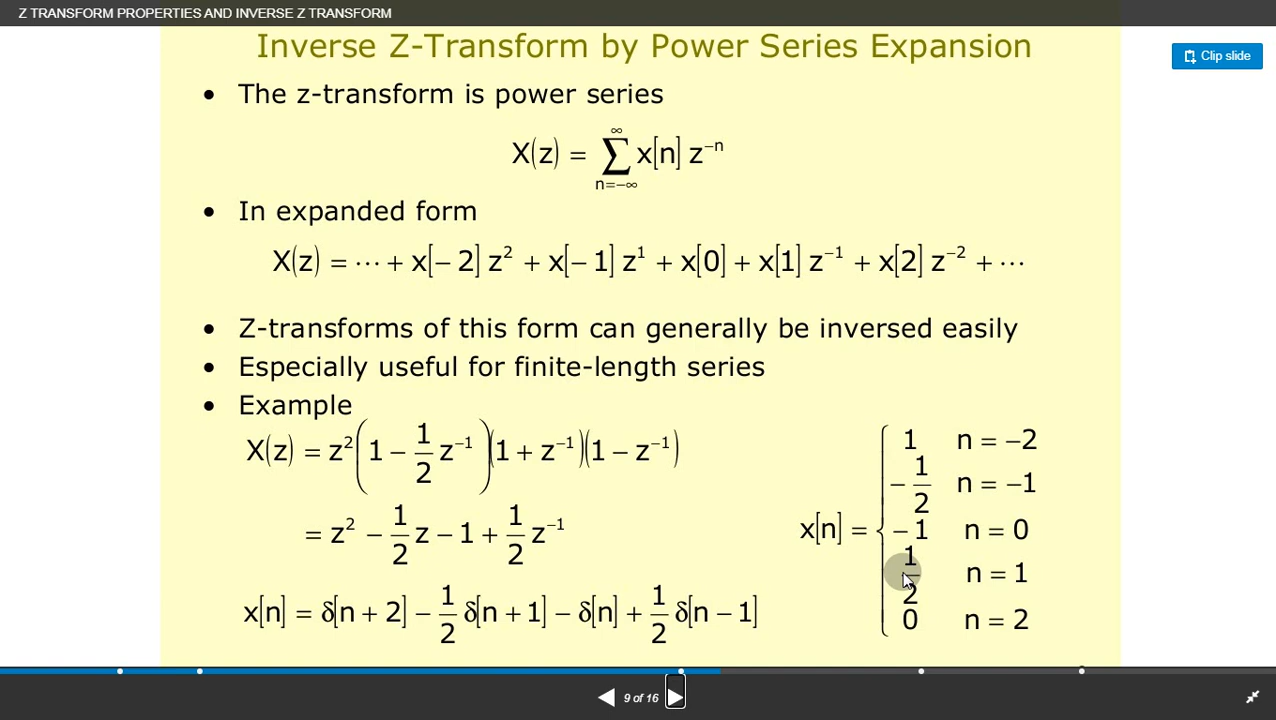 Z TRANSFORM PROPERTIES AND INVERSE Z TRANSFORM
Clip slide
Inverse Z-Transform by Power Series Expansion
• The z-transform is power series
X(z) = ∑_{n=−∞}^{∞} x[n] z⁻ⁿ
• In expanded form
X(z) = ⋯ + x[−2] z² + x[−1] z¹ + x[0] + x[1] z⁻¹ + x[2] z⁻² + ⋯
• Z-transforms of this form can generally be inversed easily
• Especially useful for finite-length series
• Example
X(z) = z²(1 − 1/2 z⁻¹)(1 + z⁻¹)(1 − z⁻¹)
= z² − 1/2 z − 1 + 1/2 z⁻¹
x[n] = δ[n + 2] − 1/2 δ[n + 1] − δ[n] + 1/2 δ[n − 1]
x[n] = {
1 n = −2
− 1/2 n = −1
− 1 n = 0
1/2 n = 1
0 n = 2
9 of 16